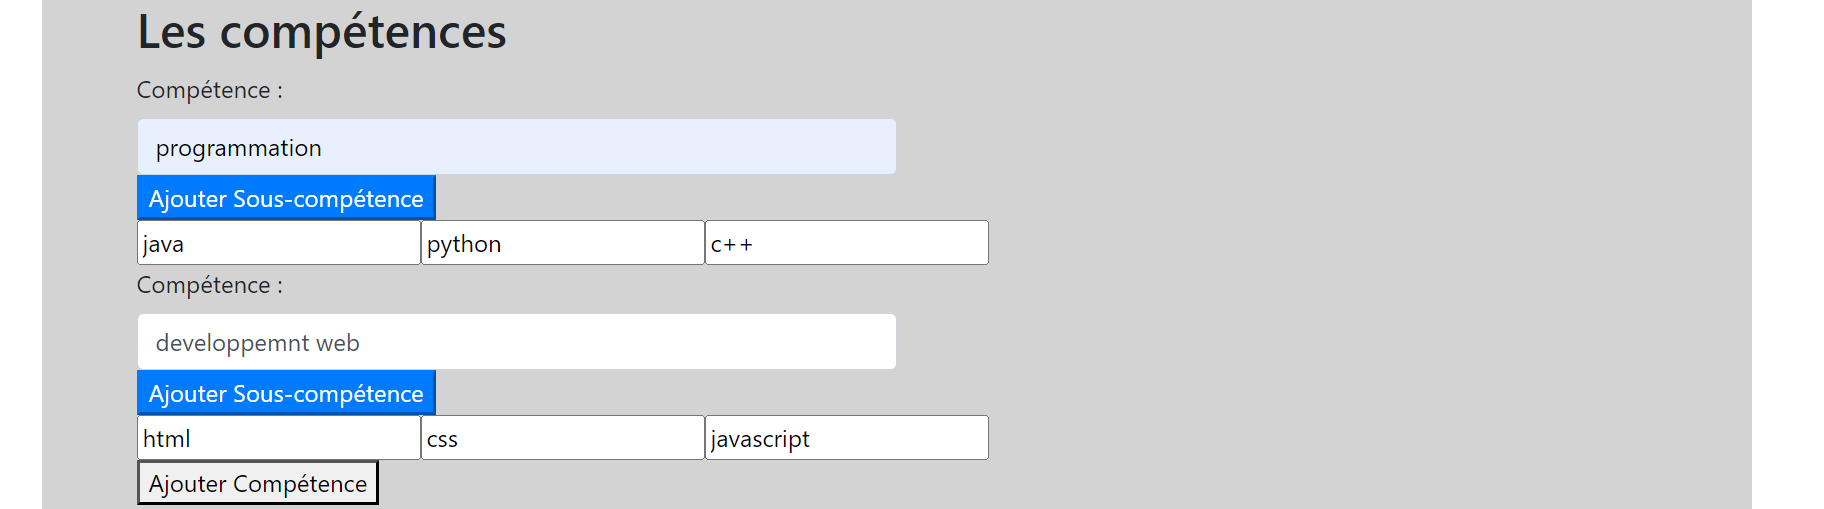 Les compétences
Compétence :
programmation
Ajouter Sous-compétence
java python c++
Compétence :
developpemnt web
Ajouter Sous-compétence
html css javascript
Ajouter Compétence